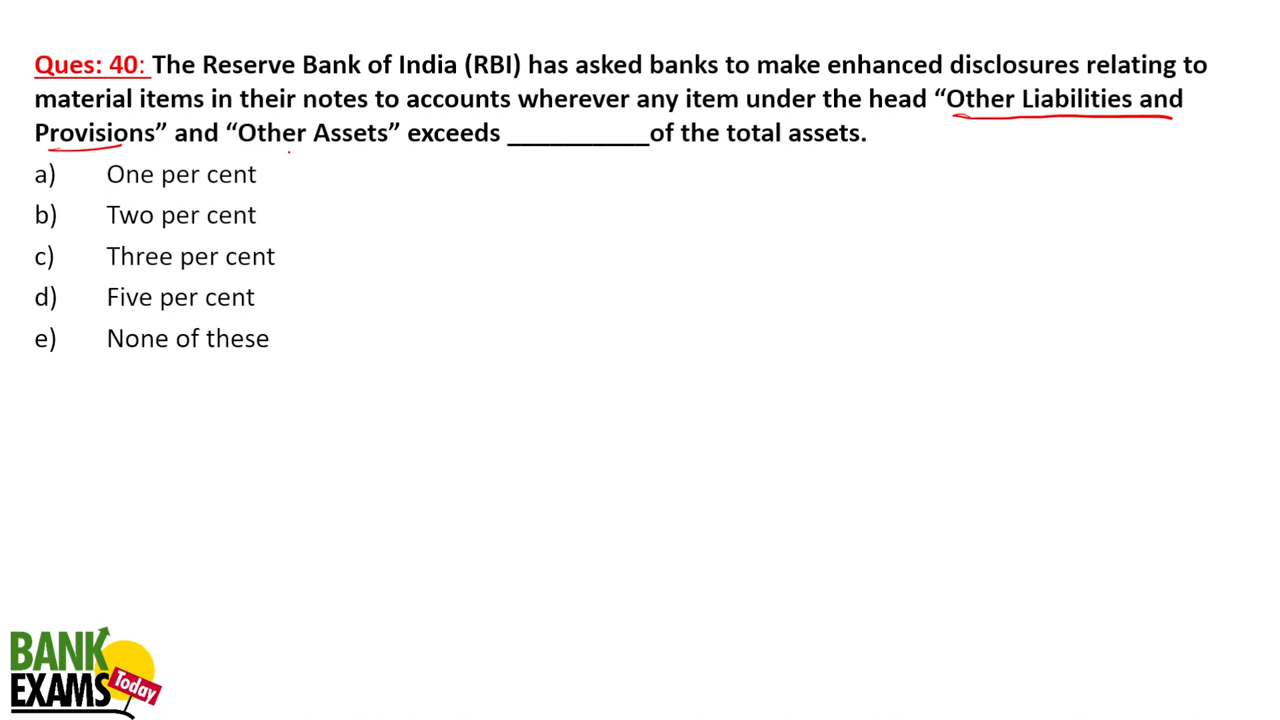 Ques: 40: The Reserve Bank of India (RBI) has asked banks to make enhanced disclosures relating to
material items in their notes to accounts wherever any item under the head “Other Liabilities and
Provisions” and “Other Assets” exceeds __________of the total assets.
a) One per cent
b) Two per cent
c) Three per cent
d) Five per cent
e) None of these
BANK
EXAMS Today